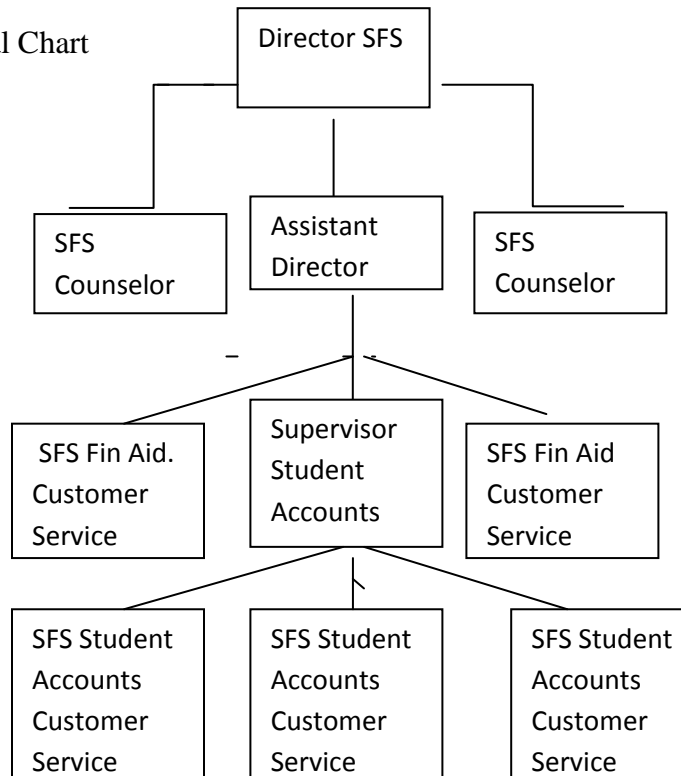 l Chart
Director SFS
SFS
Counselor
Assistant
Director
SFS
Counselor
SFS Fin Aid.
Customer
Service
Supervisor
Student
Accounts
SFS Fin Aid
Customer
Service
SFS Student
Accounts
Customer
Service
SFS Student
Accounts
Customer
Service
SFS Student
Accounts
Customer
Service